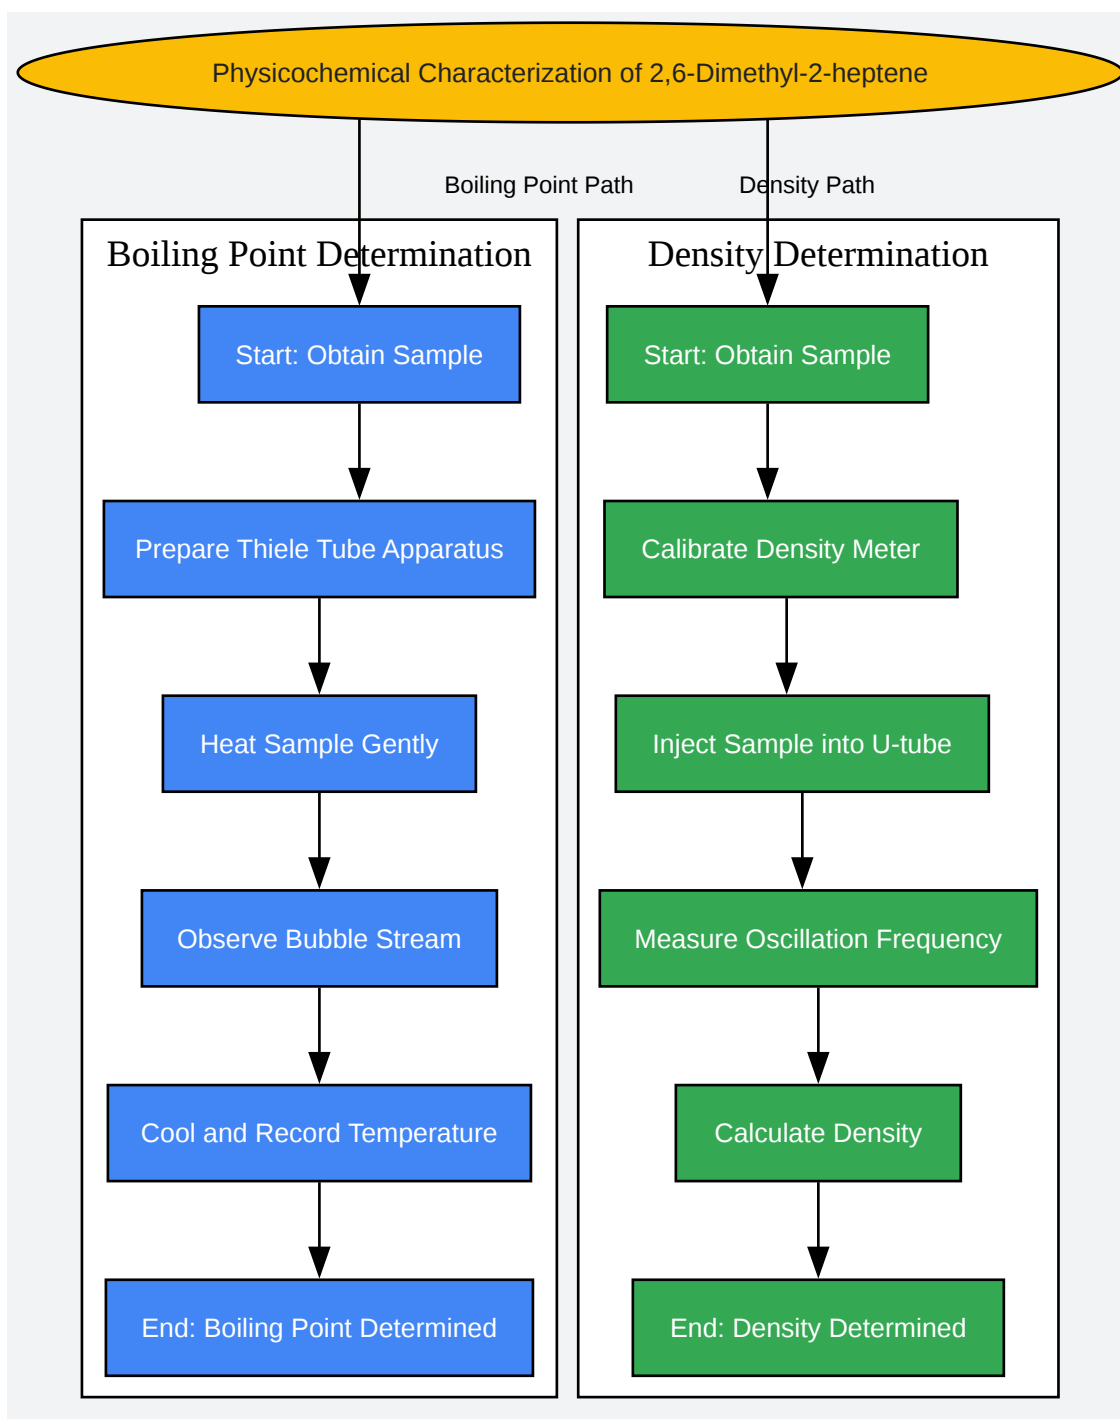 Physicochemical Characterization of 2,6-Dimethyl-2-heptene
Boiling Point Path
Density Path
Boiling Point Determination
Start: Obtain Sample
Prepare Thiele Tube Apparatus
Heat Sample Gently
Observe Bubble Stream
Cool and Record Temperature
End: Boiling Point Determined
Density Determination
Start: Obtain Sample
Calibrate Density Meter
Inject Sample into U-tube
Measure Oscillation Frequency
Calculate Density
End: Density Determined